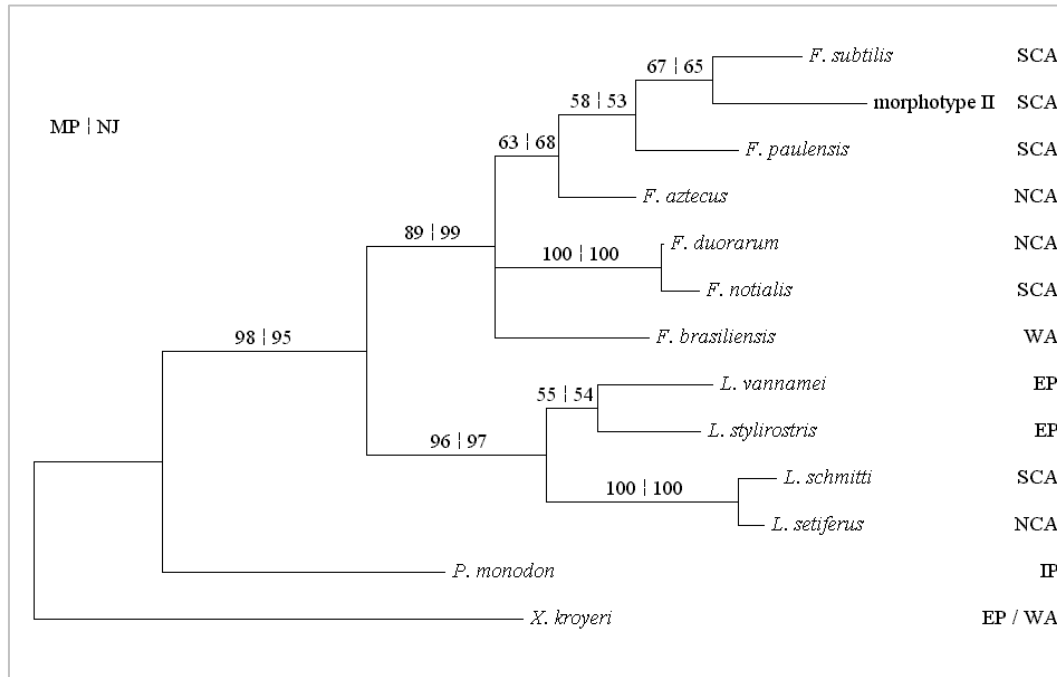 F. subtilis SCA
67 ¦ 65
morphotype II SCA
58 ¦ 53
MP ¦ NJ
63 ¦ 68
F. paulensis SCA
F. aztecus NCA
89 ¦ 99
F. duorarum NCA
100 ¦ 100
F. notialis SCA
98 ¦ 95
F. brasiliensis WA
L. vannamei EP
55 ¦ 54
L. stylirostris EP
96 ¦ 97
L. schmitti SCA
100 ¦ 100
L. setiferus NCA
P. monodon IP
X. kroyeri EP / WA